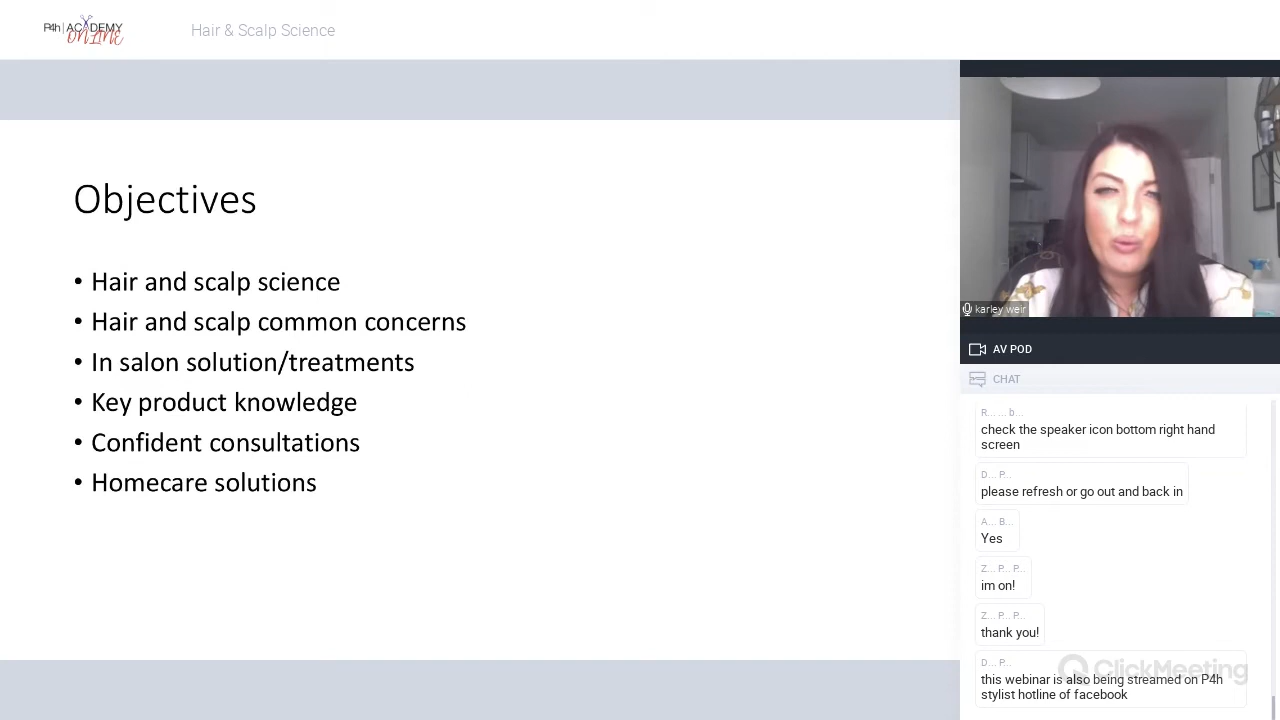 P4h | ACADEMY
ONLINE
Hair & Scalp Science
Objectives
• Hair and scalp science
• Hair and scalp common concerns
• In salon solution/treatments
• Key product knowledge
• Confident consultations
• Homecare solutions
karley weir
AV POD
CHAT
R... ... b...
check the speaker icon bottom right hand
screen
D... P...
please refresh or go out and back in
A... B...
Yes
Z... P... P...
im on!
Z... P... P...
thank you!
D... P...
this webinar is also being streamed on P4h
stylist hotline of facebook
ClickMeeting